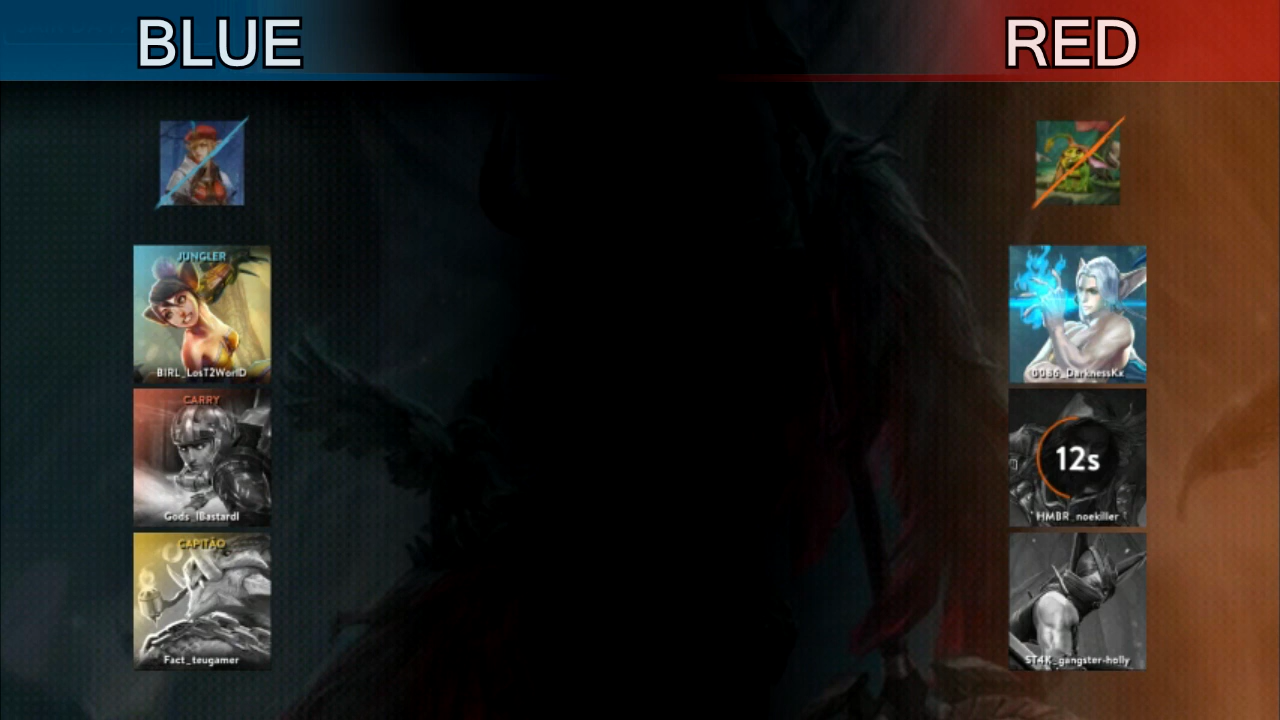 BLUE
RED
JUNGLER
BIRL_LosT2WorlD
0086_DarknessKx
CARRY
12s
Gods_IBastardI
HMBR_noekiller
CAPITÃO
Fact_teugamer
ST4K_gangster-holly